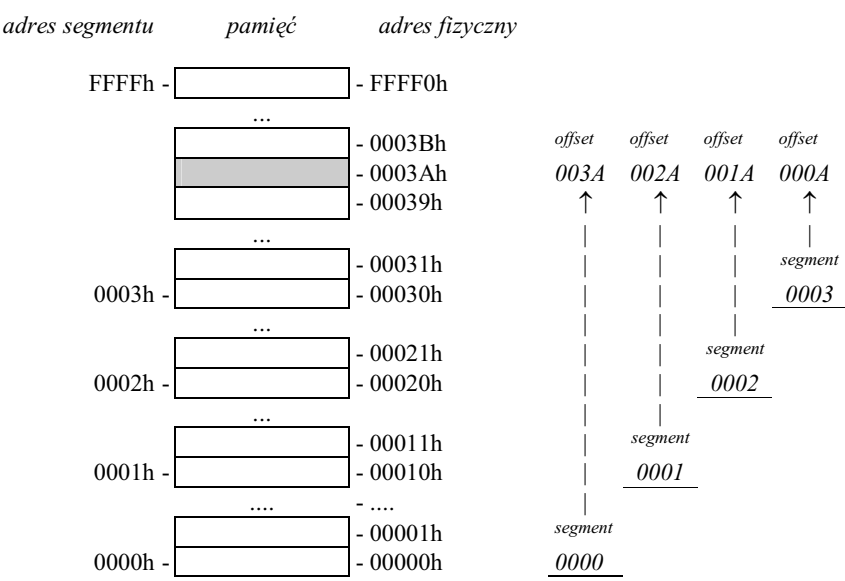 adres segmentu pamięć adres fizyczny
FFFFh - - FFFF0h
...
- 0003Bh offset offset offset offset
- 0003Ah 003A 002A 001A 000A
- 00039h
...
- 00031h segment
0003h - - 00030h 0003
...
- 00021h segment
0002h - - 00020h 0002
...
- 00011h segment
0001h - - 00010h 0001
.... - ....
- 00001h segment
0000h - - 00000h 0000